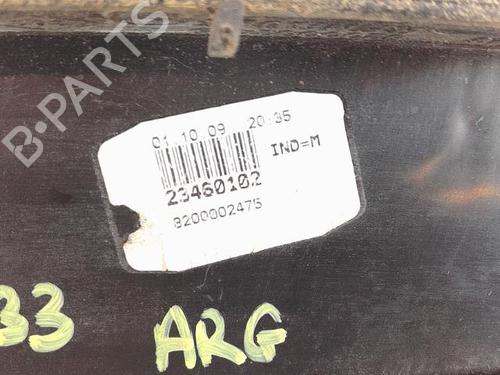 B-PARTS
01.10.09 20:35
IND=M
23460102
8200002475
33
ARG